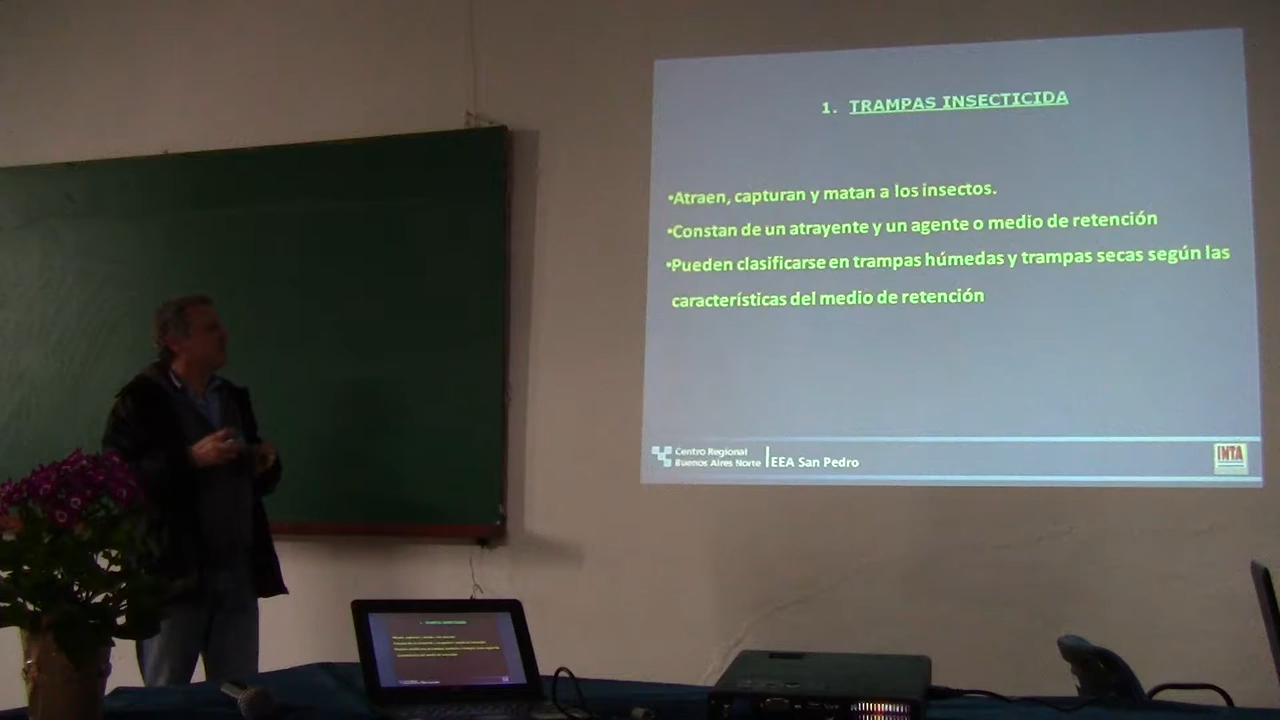 1. TRAMPAS INSECTICIDA
•Atraen, capturan y matan a los insectos.
•Constan de un atrayente y un agente o medio de retención
•Pueden clasificarse en trampas húmedas y trampas secas según las
características del medio de retención
Centro Regional
Buenos Aires Norte
EEA San Pedro
INTA